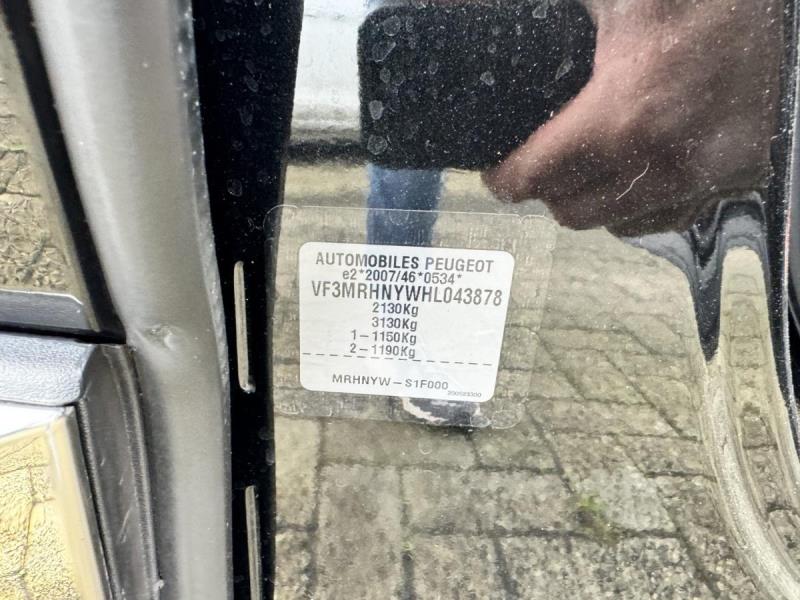 AUTOMOBILES PEUGEOT
e2*2007/46*0534*
VF3MRHNYWHL043878
2130Kg
3130Kg
1-1150Kg
2-1190Kg
MRHNYW-S1F000